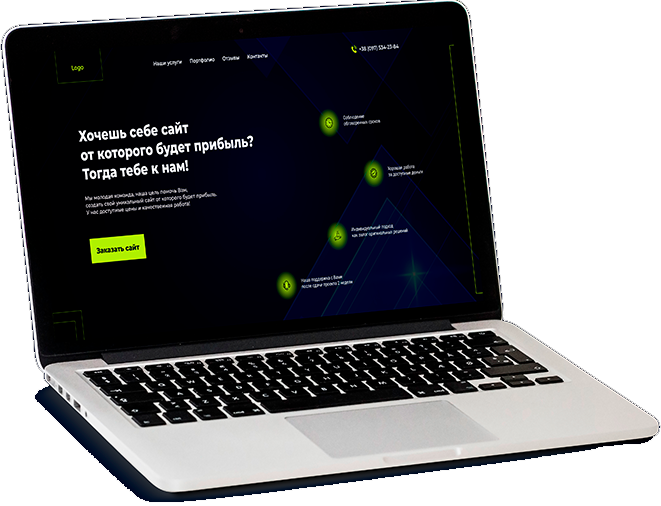 Logo
Наши услуги Портфолио Отзывы Контакты
+38 (097) 534-23-84
Хочешь себе сайт
от которого будет прибыль?
Тогда тебе к нам!
Мы молодая команда, наша цель помочь Вам,
создать свой уникальный сайт от которого будет прибыль.
У нас доступные цены и качественная работа!
Заказать сайт
Соблюдение
обговоренных сроков
Хорошая работа
за доступные деньги
Индивидуальный подход,
как залог оригинальных решений
Наша поддержка с Вами
после сдачи проекта 2 недели